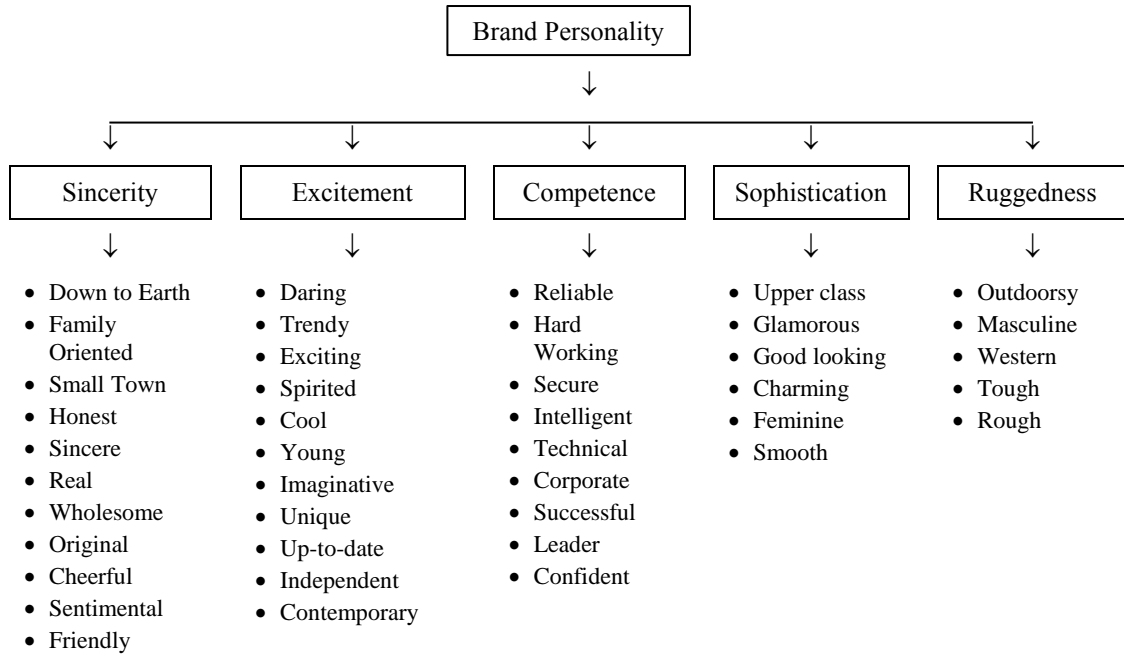 Brand Personality
Sincerity
Excitement
Competence
Sophistication
Ruggedness
• Down to Earth
• Family
Oriented
• Small Town
• Honest
• Sincere
• Real
• Wholesome
• Original
• Cheerful
• Sentimental
• Friendly
• Daring
• Trendy
• Exciting
• Spirited
• Cool
• Young
• Imaginative
• Unique
• Up-to-date
• Independent
• Contemporary
• Reliable
• Hard
Working
• Secure
• Intelligent
• Technical
• Corporate
• Successful
• Leader
• Confident
• Upper class
• Glamorous
• Good looking
• Charming
• Feminine
• Smooth
• Outdoorsy
• Masculine
• Western
• Tough
• Rough